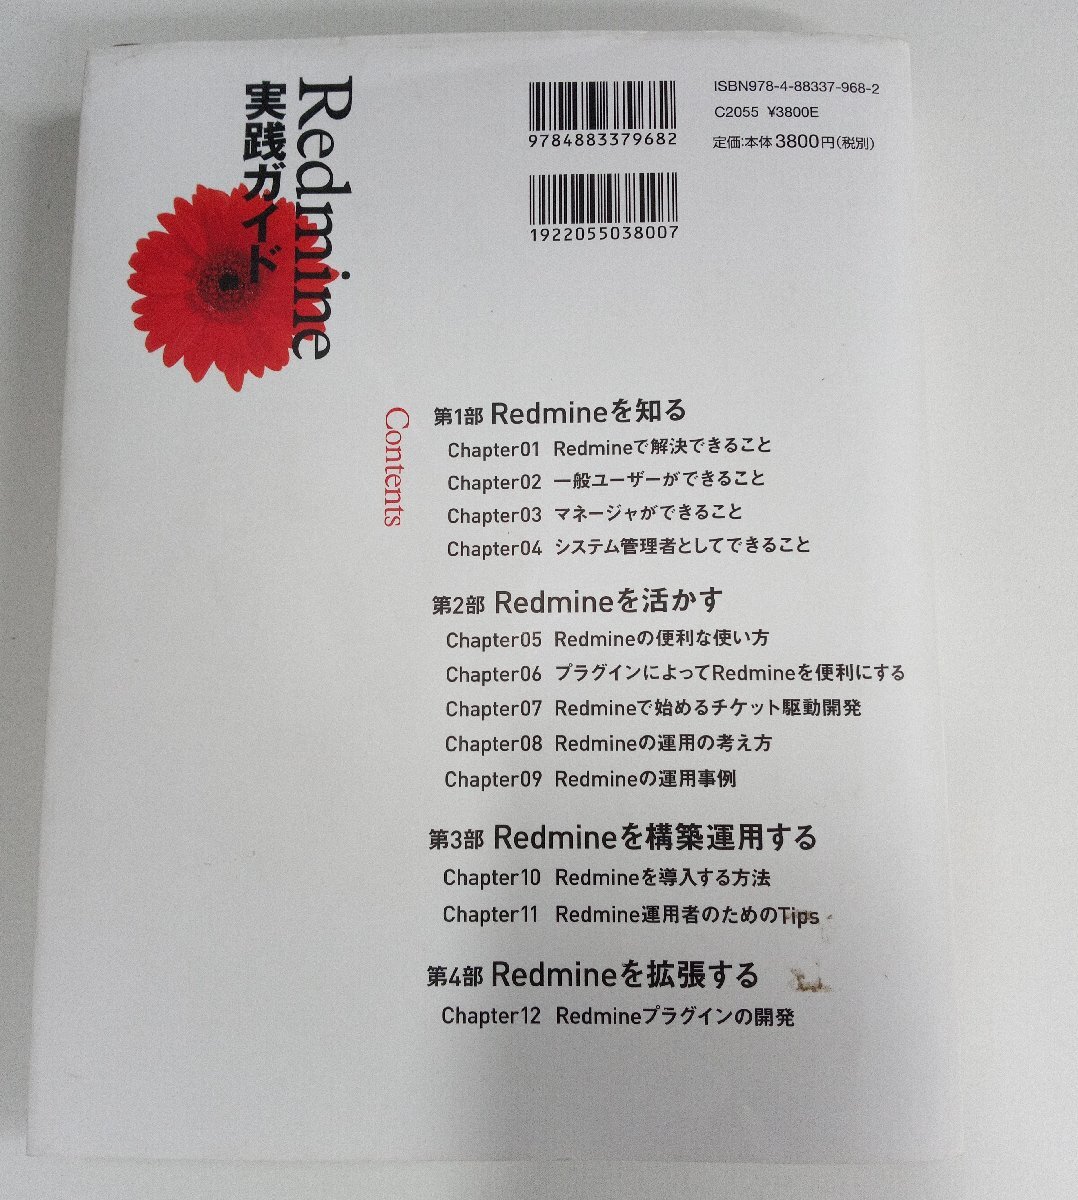 Redmine
実践ガイド
9784883379682
1922055038007
ISBN978-4-88337-968-2
C2055 ¥3800E
定価:本体3800円(税別)
Contents
第1部 Redmineを知る
Chapter01 Redmineで解決できること
Chapter02 一般ユーザーができること
Chapter03 マネージャができること
Chapter04 システム管理者としてできること
第2部 Redmineを活かす
Chapter05 Redmineの便利な使い方
Chapter06 プラグインによってRedmineを便利にする
Chapter07 Redmineで始めるチケット駆動開発
Chapter08 Redmineの運用の考え方
Chapter09 Redmineの運用事例
第3部 Redmineを構築運用する
Chapter10 Redmineを導入する方法
Chapter11 Redmine運用者のためのTips
第4部 Redmineを拡張する
Chapter12 Redmineプラグインの開発